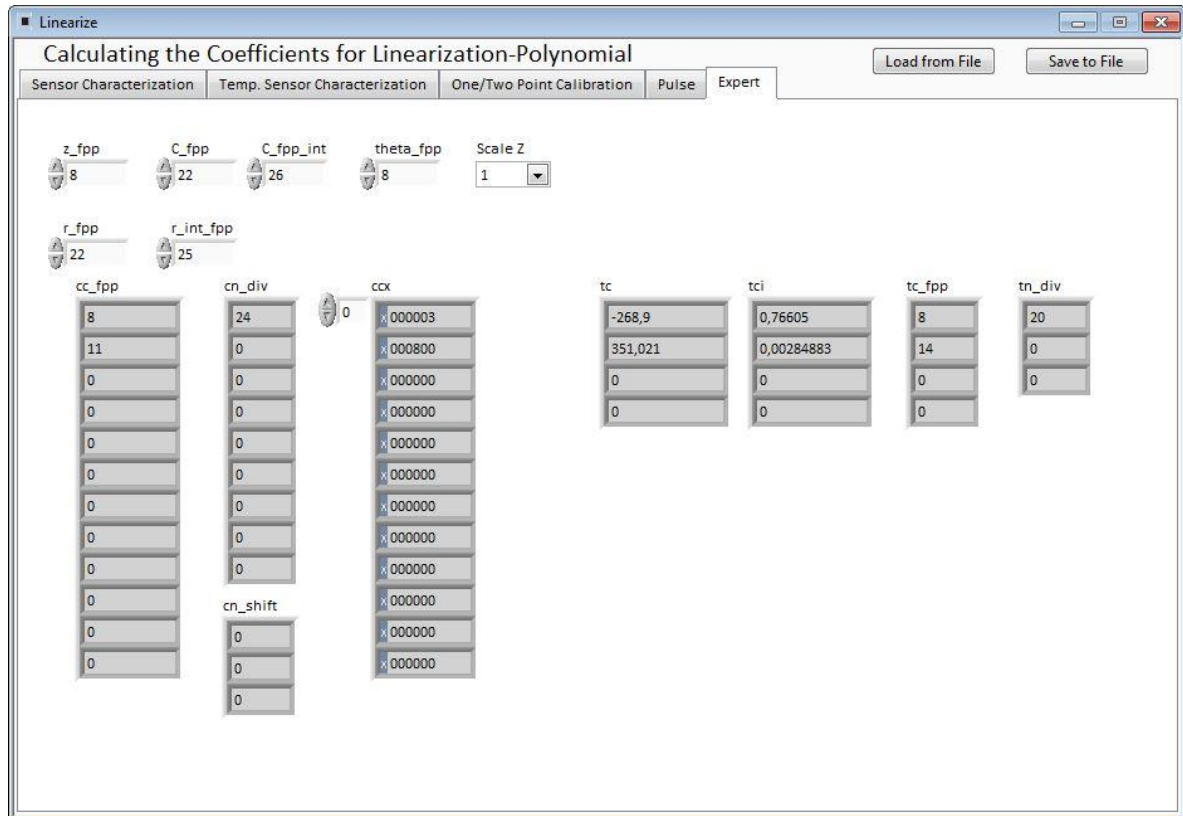 Linearize
Calculating the Coefficients for Linearization-Polynomial
Load from File Save to File
Sensor Characterization Temp. Sensor Characterization One/Two Point Calibration Pulse Expert
z_fpp C_fpp C_fpp_int theta_fpp Scale Z
8 22 26 8 1
r_fpp r_int_fpp
22 25
cc_fpp cn_div ccx tc tci tc_fpp tn_div
8 24 0 x 000003 -268,9 0,76605 8 20
11 0 x 000800 351,021 0,00284883 14 0
0 0 x 000000 0 0 0 0
0 0 x 000000 0 0 0
0 0 x 000000
0 0 x 000000
0 0 x 000000
0 0 x 000000
0 0 x 000000
0 x 000000
0 x 000000
0 x 000000
cn_shift
0
0
0